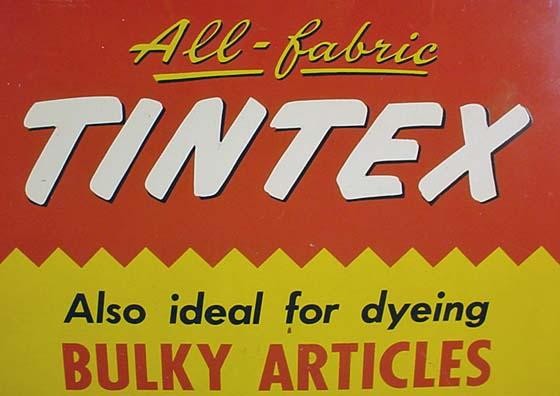 All-fabric
TINTEX
Also ideal for dyeing
BULKY ARTICLES